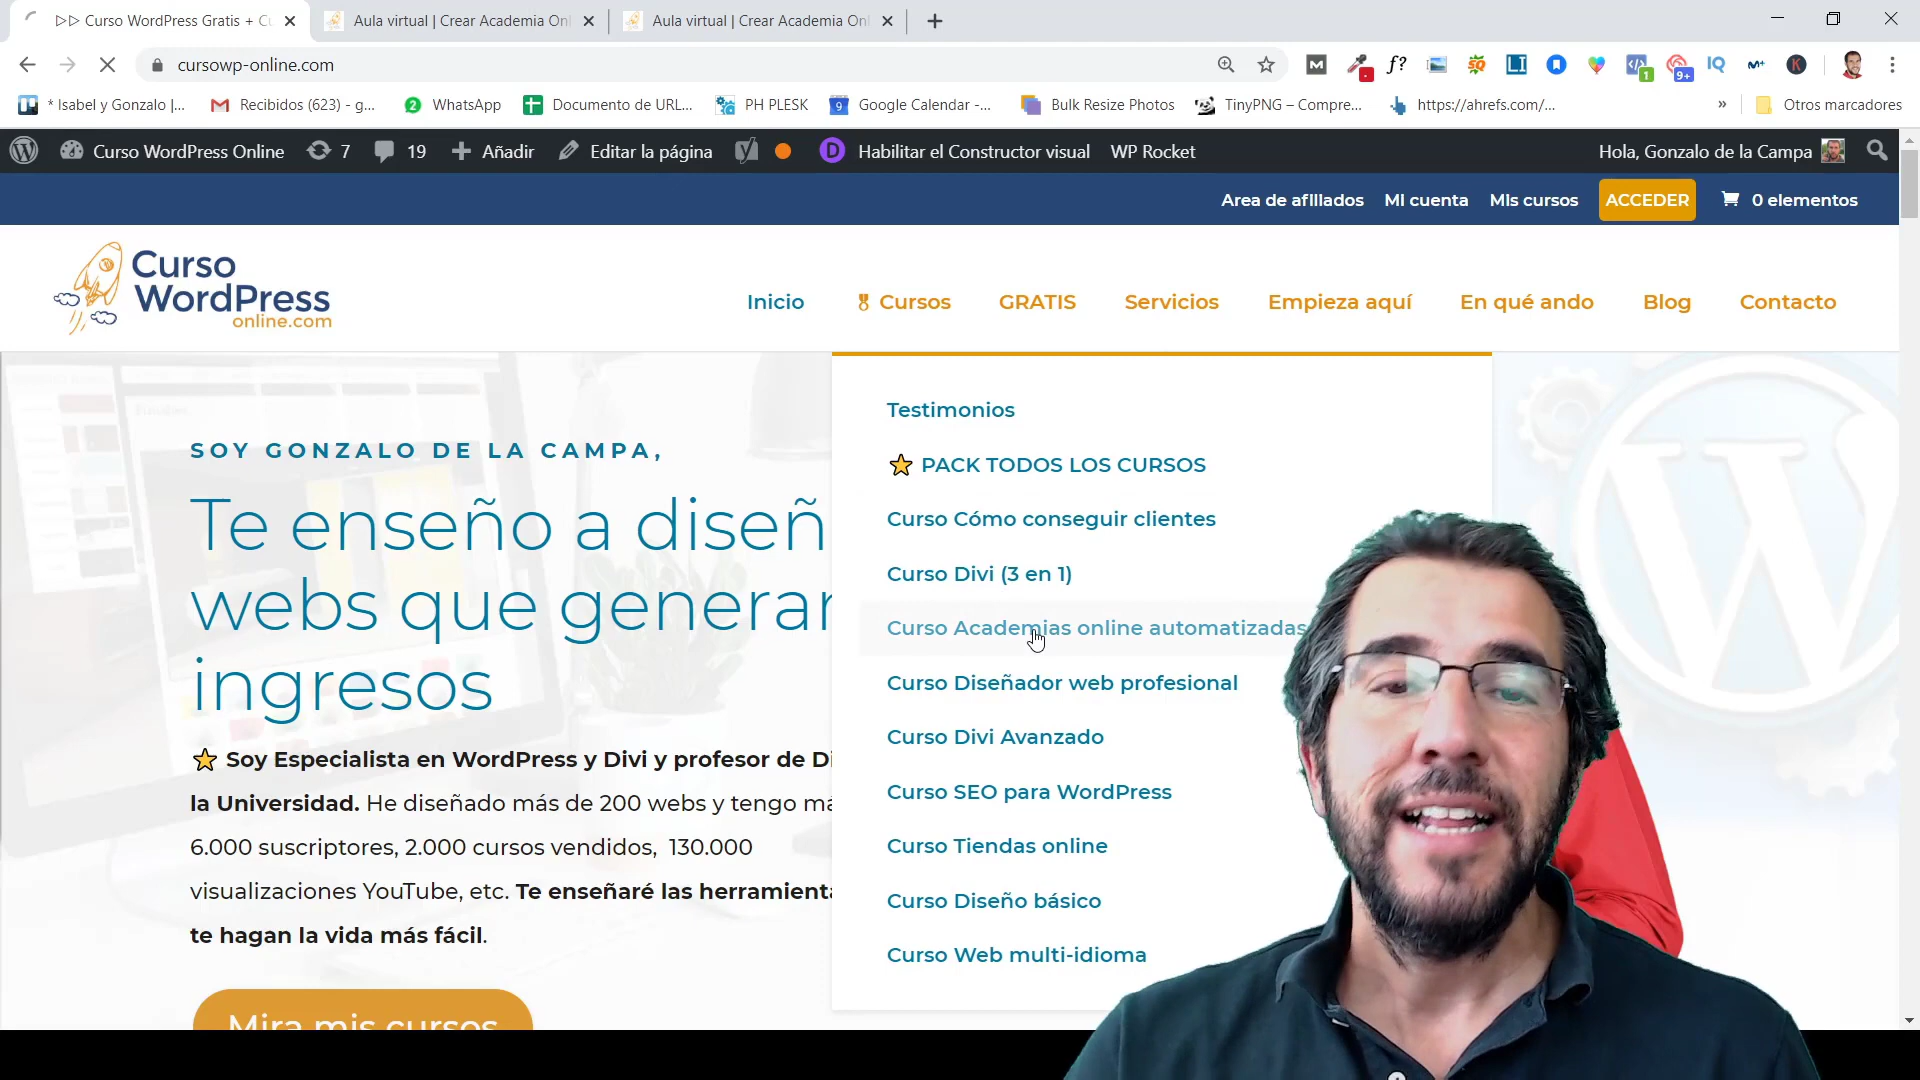 ▷▷ Curso WordPress Gratis + Cu
Aula virtual | Crear Academia Onl
Aula virtual | Crear Academia Onl
cursowp-online.com
* Isabel y Gonzalo |...
Recibidos (623) - g...
WhatsApp
Documento de URL...
PH PLESK
Google Calendar -...
Bulk Resize Photos
TinyPNG – Compre...
https://ahrefs.com/...
»
Otros marcadores
Curso WordPress Online
7
19
Añadir
Editar la página
Habilitar el Constructor visual
WP Rocket
Hola, Gonzalo de la Campa
Area de afiliados
Mi cuenta
Mis cursos
ACCEDER
0 elementos
Curso
WordPress
online.com
Inicio
Cursos
GRATIS
Servicios
Empieza aquí
En qué ando
Blog
Contacto
SOY GONZALO DE LA CAMPA,
Te enseño a diseñ
webs que generar
ingresos
Soy Especialista en WordPress y Divi y profesor de Di
la Universidad. He diseñado más de 200 webs y tengo má
6.000 suscriptores, 2.000 cursos vendidos, 130.000
visualizaciones YouTube, etc. Te enseñaré las herramienta
te hagan la vida más fácil.
Mira mis cursos
Testimonios
PACK TODOS LOS CURSOS
Curso Cómo conseguir clientes
Curso Divi (3 en 1)
Curso Academias online automatizadas
Curso Diseñador web profesional
Curso Divi Avanzado
Curso SEO para WordPress
Curso Tiendas online
Curso Diseño básico
Curso Web multi-idioma